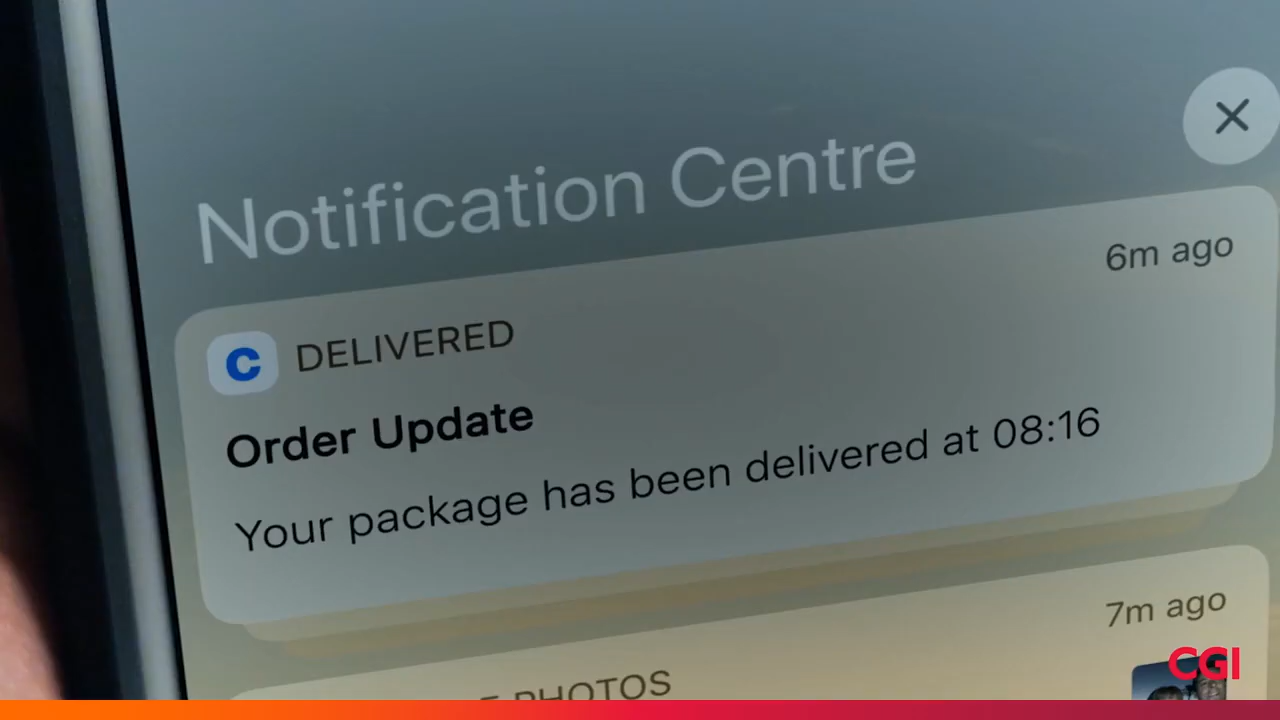 Notification Centre
6m ago
C DELIVERED
Order Update
Your package has been delivered at 08:16
7m ago
PHOTOS
CGI